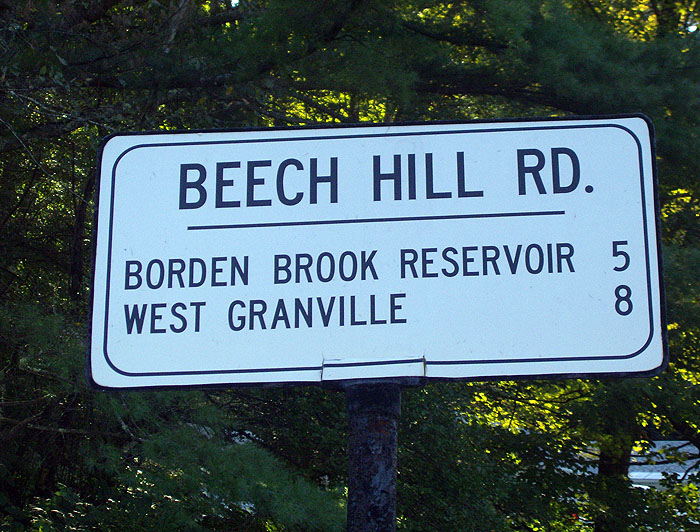 BEECH HILL RD.
BORDEN BROOK RESERVOIR 5
WEST GRANVILLE 8